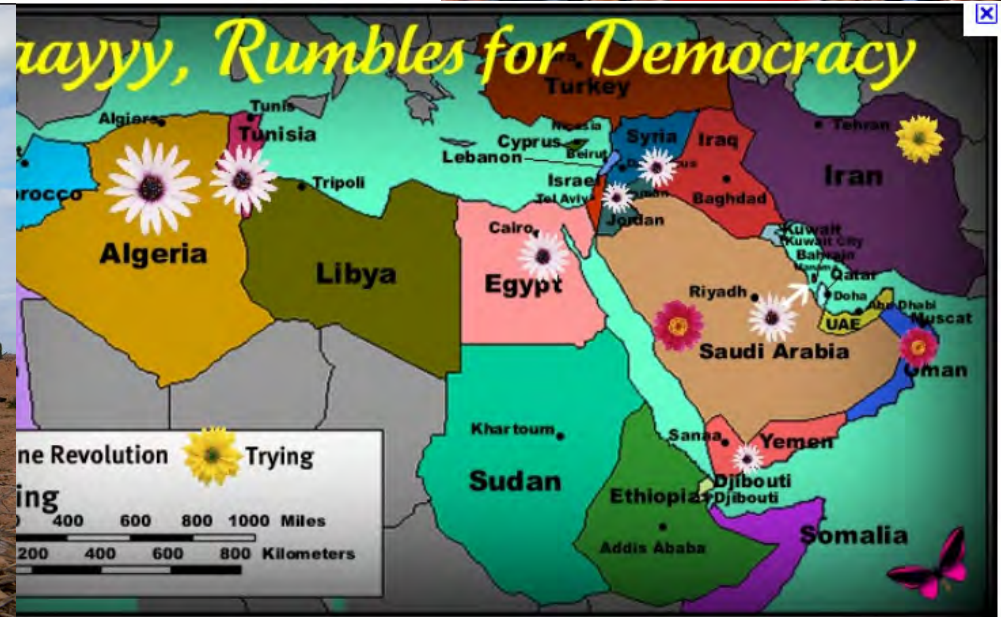 aayyy, Rumbles for Democracy
Turkey
Algiers
Tunis
Tunisia
Cyprus
Syria
Iraq
Tehran
Lebanon
Beirut
Israel
Tel Aviv
Tripoli
Iran
Baghdad
rocco
Jordan
Algeria
Libya
Cairo
Egypt
Kuwait
Kuwait City
Bahrain
Qatar
Riyadh
Doha
Abu Dhabi
UAE
Muscat
Saudi Arabia
Oman
Khartoum
Sanaa
Yemen
ne Revolution
Trying
Sudan
Djibouti
Ethiopia
Djibouti
ing
400 600 800 1000 Miles
200 400 600 800 Kilometers
Addis Ababa
Somalia